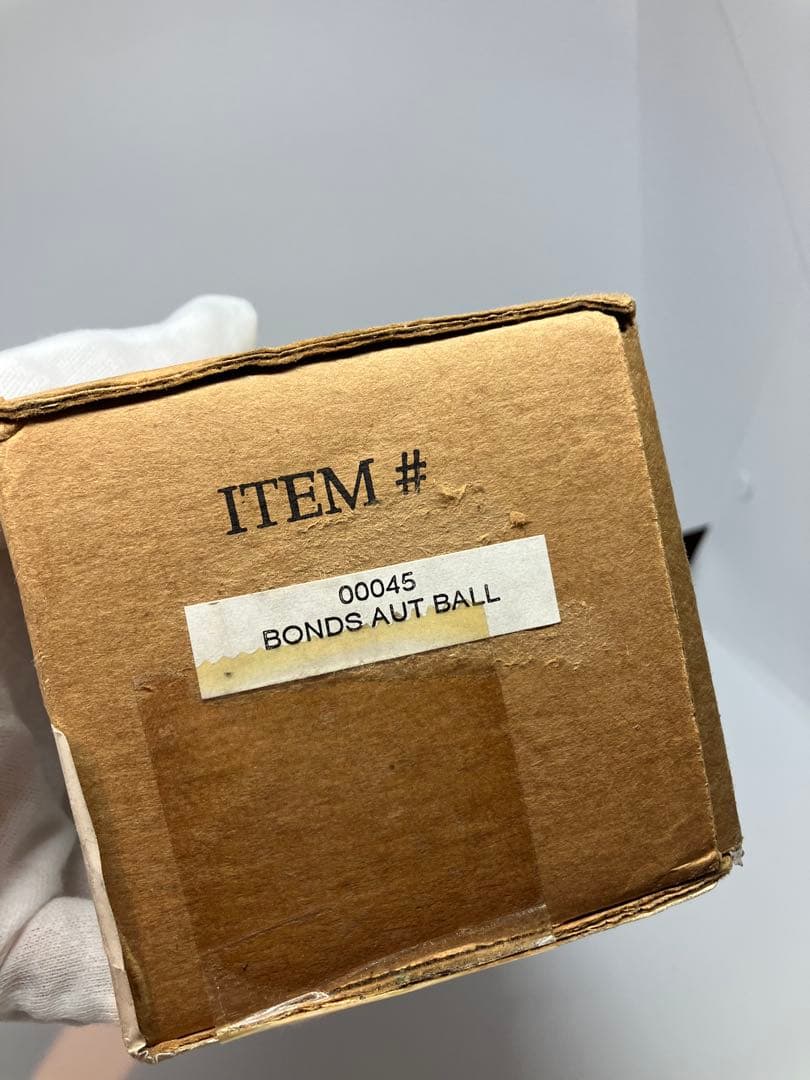 ITEM #
00045
BONDS AUT BALL